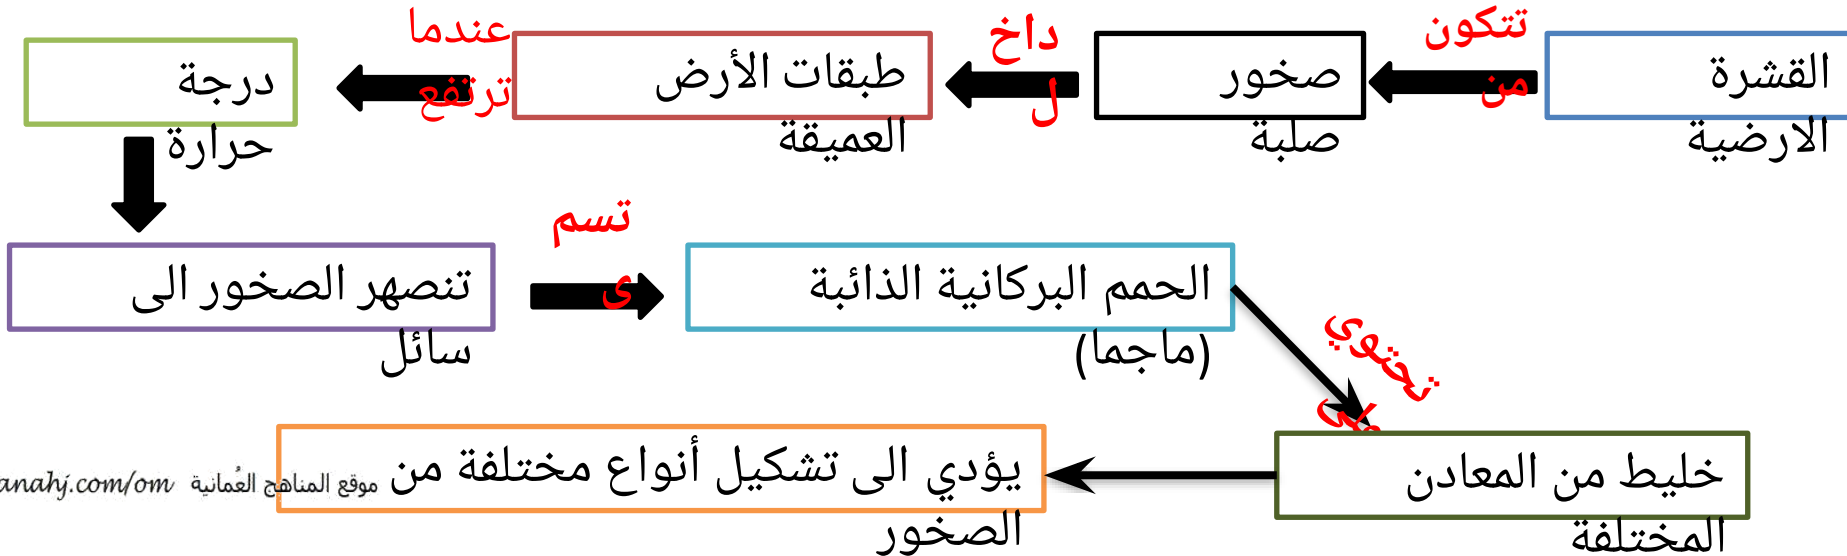 القشرة
الارضية
تتكون
من
صخور
صلبة
داخ
ل
طبقات الأرض
العميقة
عندما
ترتفع
درجة
حرارة
تنصهر الصخور الى
سائل
تسم
ى
الحمم البركانية الذائبة
(ماجما)
تحتوي
خليط من المعادن
المختلفة
يؤدي الى تشكيل أنواع مختلفة من
الصخور
موقع المناهج العُمانية anahj.com/om